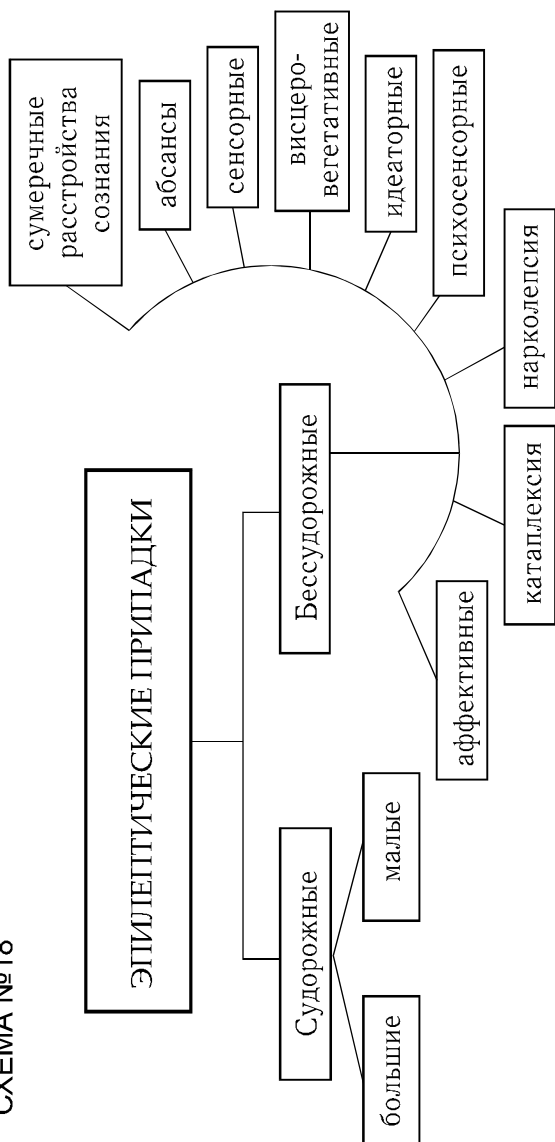 СХЕМА №18
ЭПИЛЕПТИЧЕСКИЕ ПРИПАДКИ
Судорожные
Бессудорожные
большие
малые
аффективные
катаплексия
нарколепсия
психосенсорные
идеаторные
висцеро-
вегетативные
сенсорные
абсансы
сумеречные
расстройства
сознания